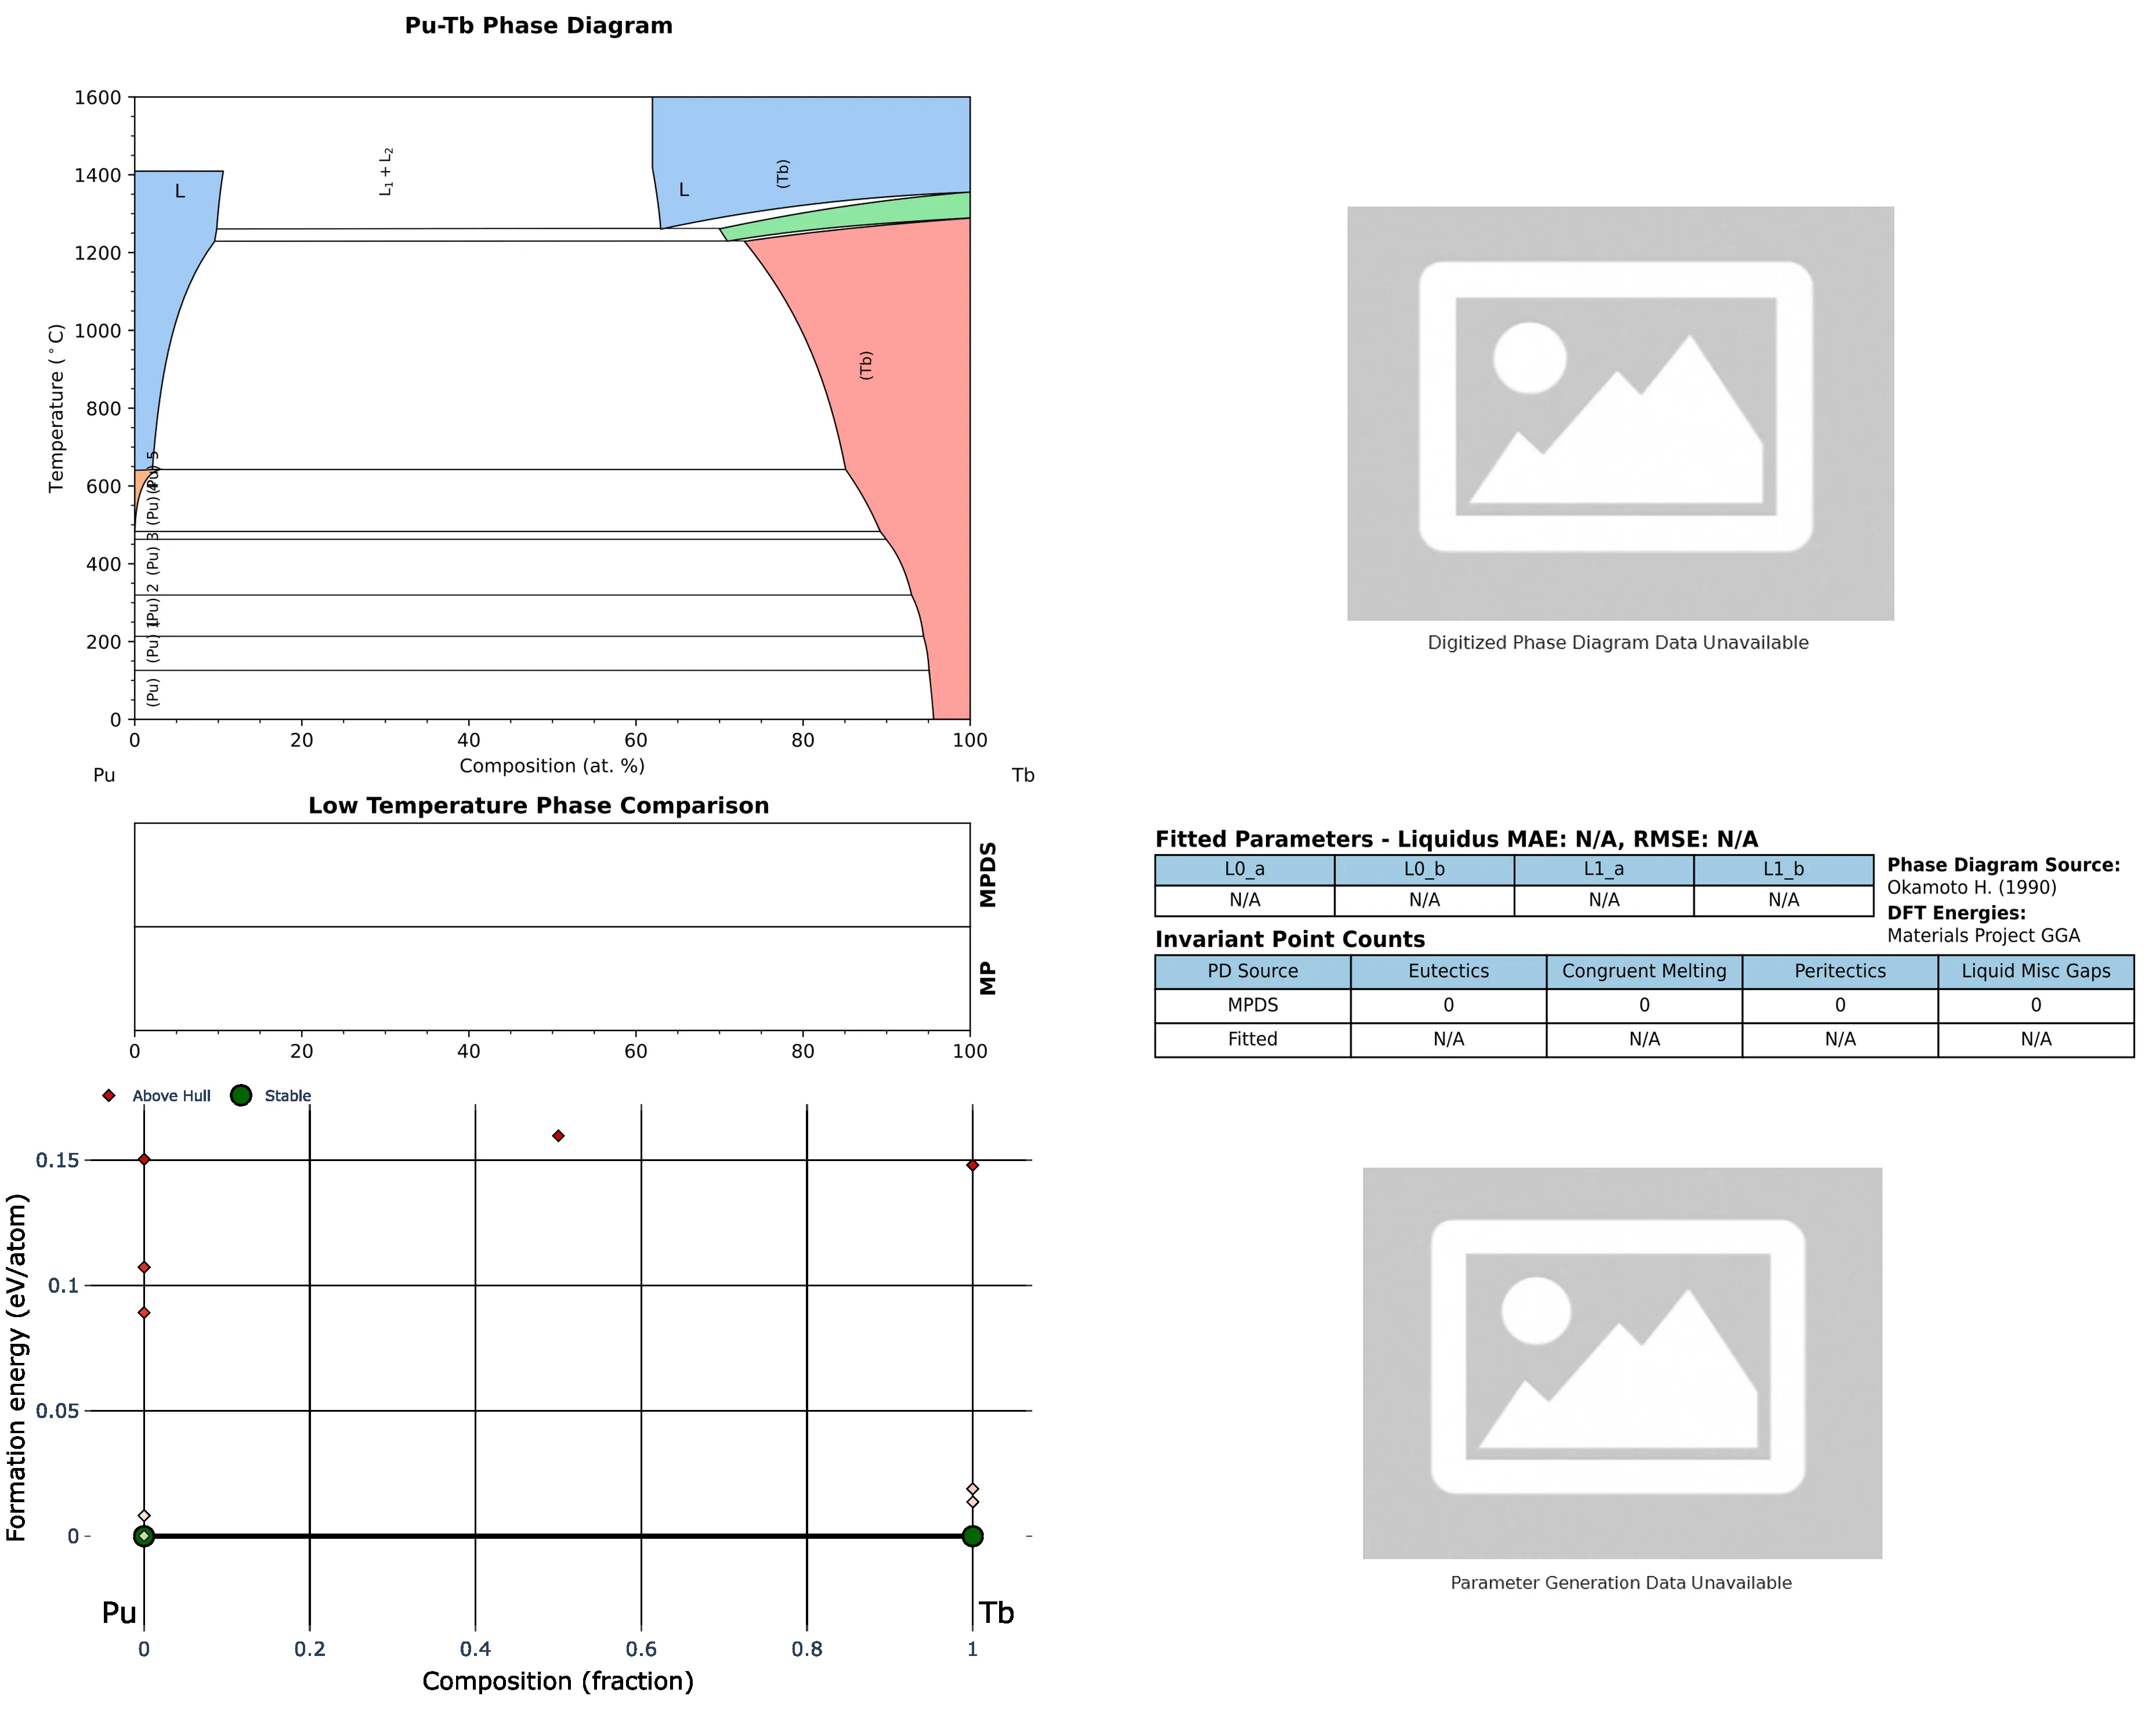 Pu-Tb Phase Diagram
1600
1400
1200
1000
800
600
400
200
0
Temperature (°C)
L
L₁ + L₂
L
(Tb)
(Tb)
(Pu) 5
(Pu) 4
(Pu) 3
(Pu) 2
(Pu) 1
(Pu)
0 20 40 60 80 100
Composition (at. %)
Pu Tb
Low Temperature Phase Comparison
MPDS
MP
0 20 40 60 80 100
Above Hull Stable
0.15
0.1
0.05
0
Formation energy (eV/atom)
Pu Tb
0 0.2 0.4 0.6 0.8 1
Composition (fraction)
Digitized Phase Diagram Data Unavailable
Fitted Parameters - Liquidus MAE: N/A, RMSE: N/A
L0_a L0_b L1_a L1_b
N/A N/A N/A N/A
Phase Diagram Source:
Okamoto H. (1990)
DFT Energies:
Materials Project GGA
Invariant Point Counts
PD Source Eutectics Congruent Melting Peritectics Liquid Misc Gaps
MPDS 0 0 0 0
Fitted N/A N/A N/A N/A
Parameter Generation Data Unavailable